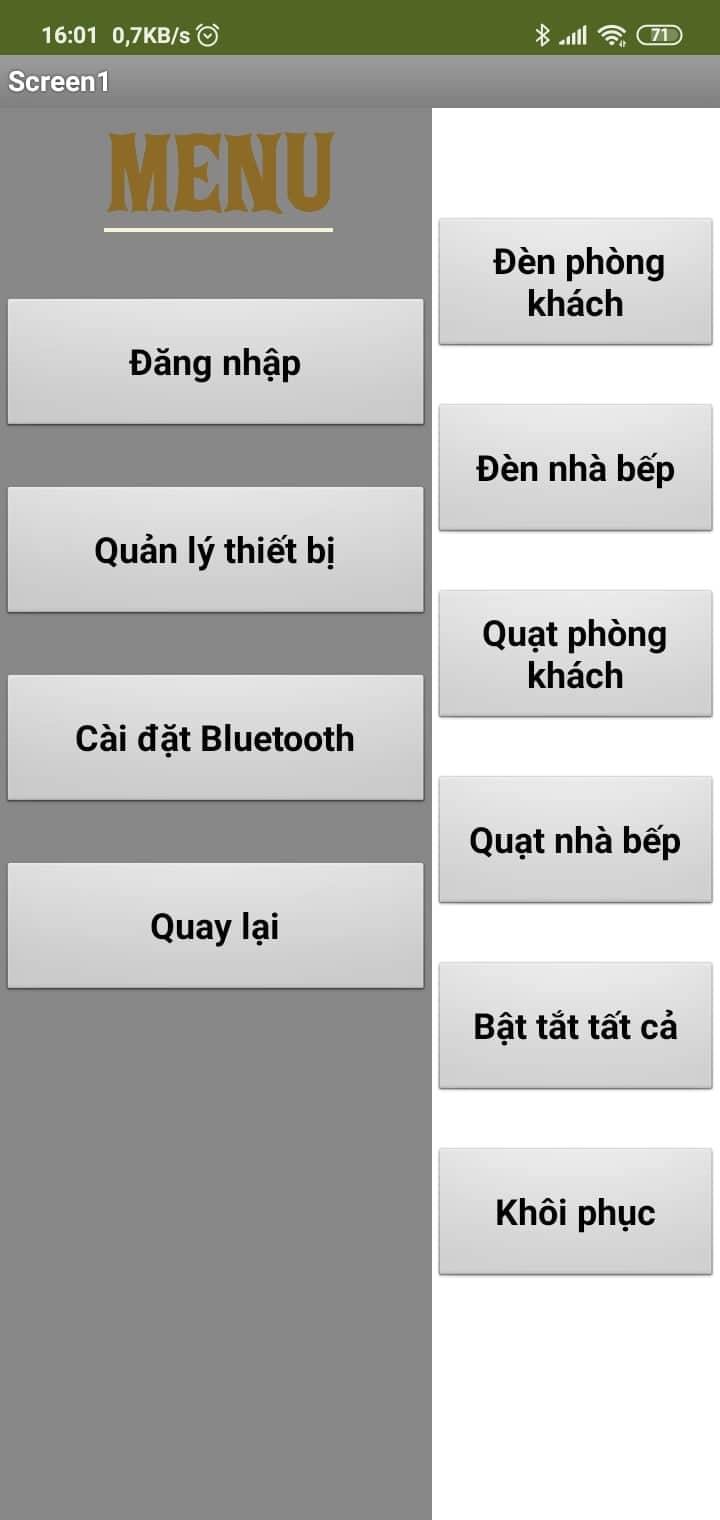 16:01 0,7KB/s 71
Screen1
MENU
Đăng nhập
Quản lý thiết bị
Cài đặt Bluetooth
Quay lại
Đèn phòng
khách
Đèn nhà bếp
Quạt phòng
khách
Quạt nhà bếp
Bật tắt tất cả
Khôi phục